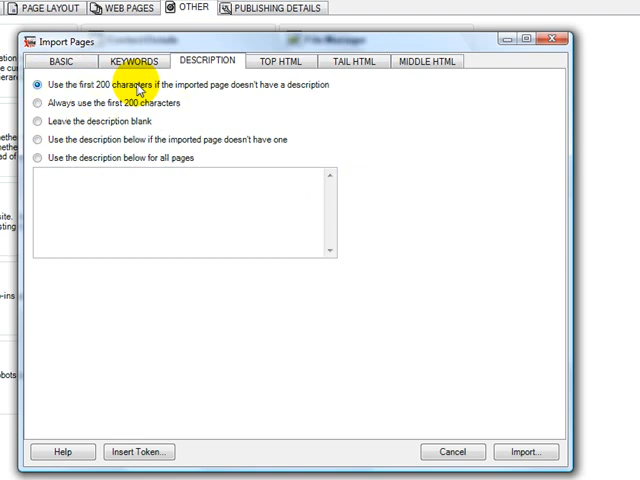 PAGE LAYOUT WEB PAGES OTHER PUBLISHING DETAILS
Import Pages
BASIC KEYWORDS DESCRIPTION TOP HTML TAIL HTML MIDDLE HTML
Use the first 200 characters if the imported page doesn't have a description
Always use the first 200 characters
Leave the description blank
Use the description below if the imported page doesn't have one
Use the description below for all pages
site.
Help Insert Token... Cancel Import...